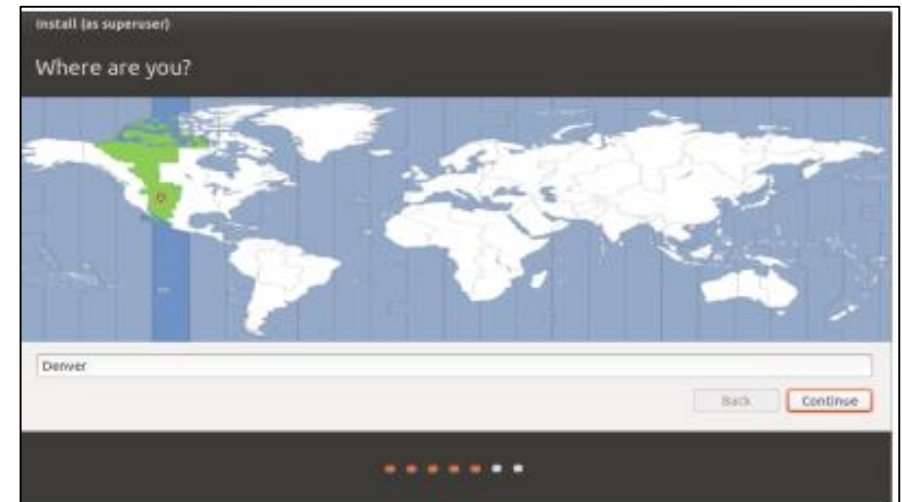 Install (as superuser)
Where are you?
Denver
Back
Continue